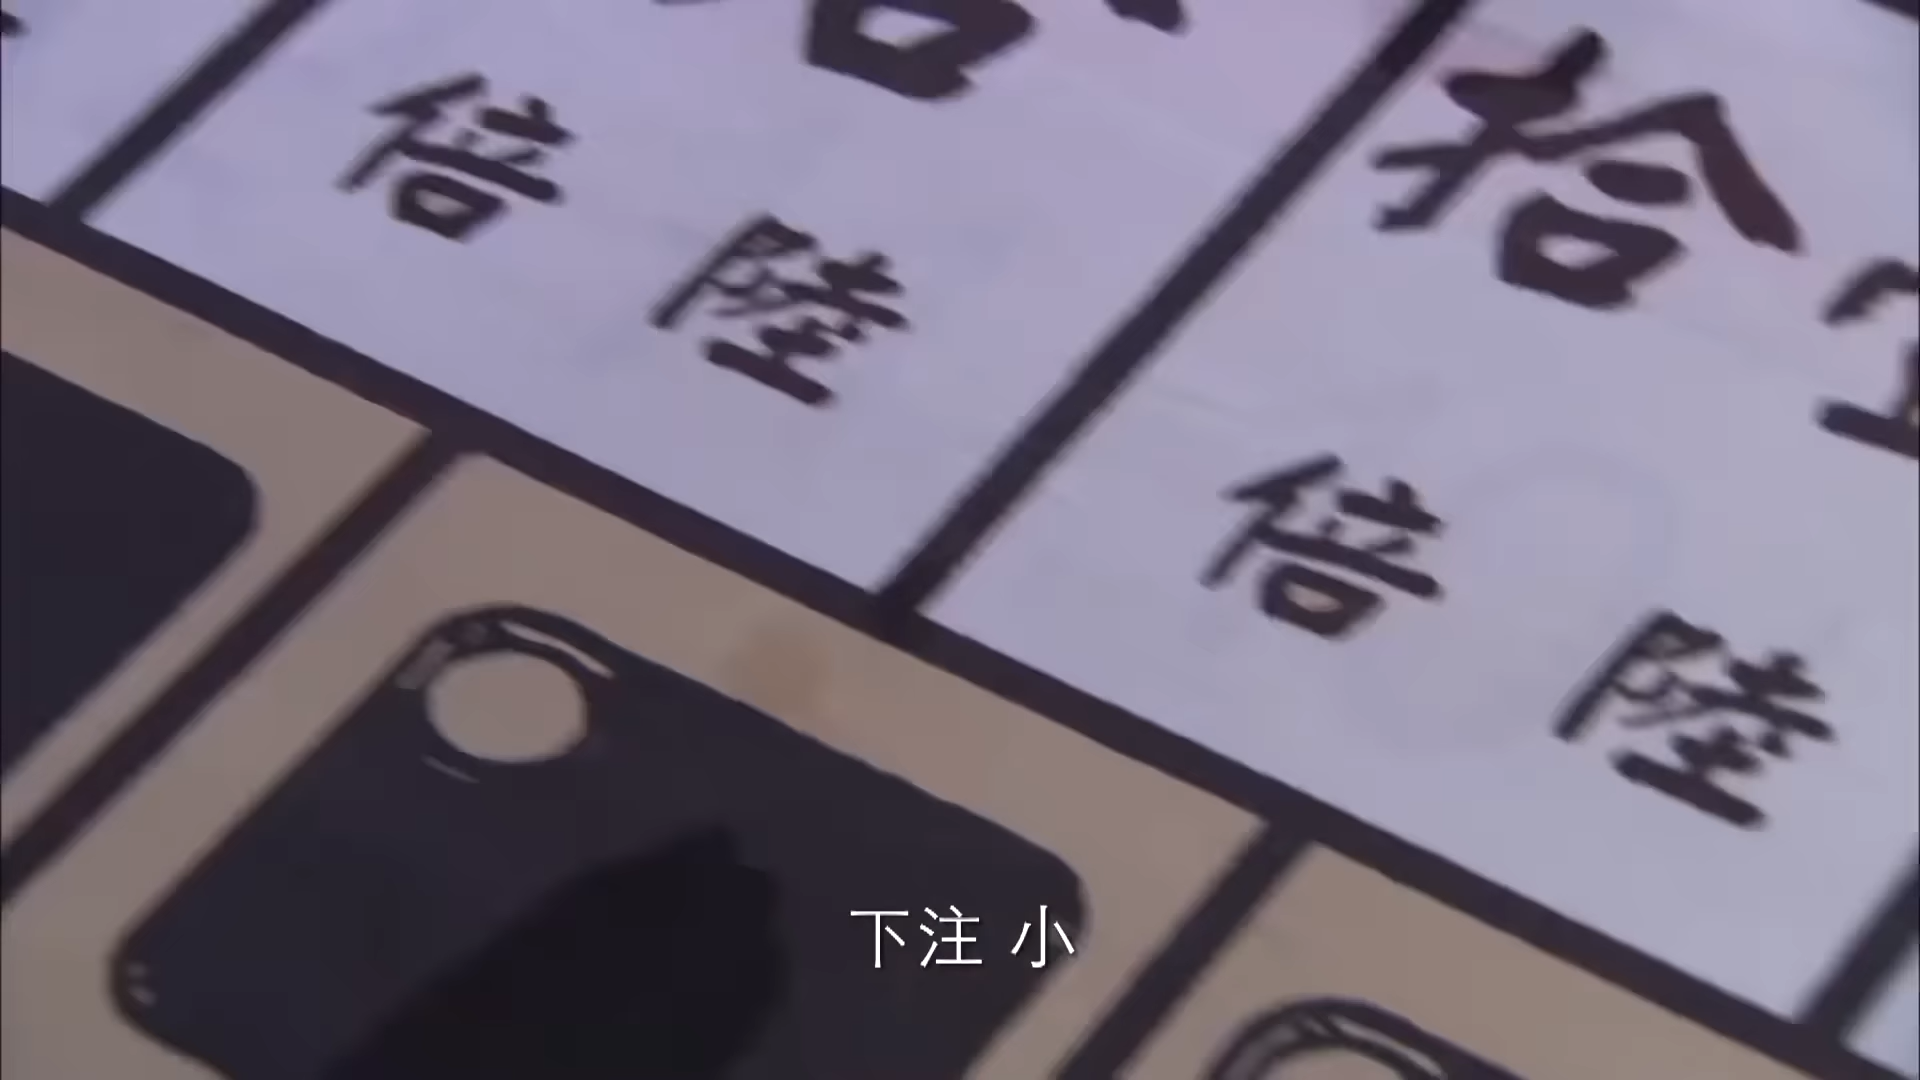 拾
倍 陸
倍 陸
下注 小